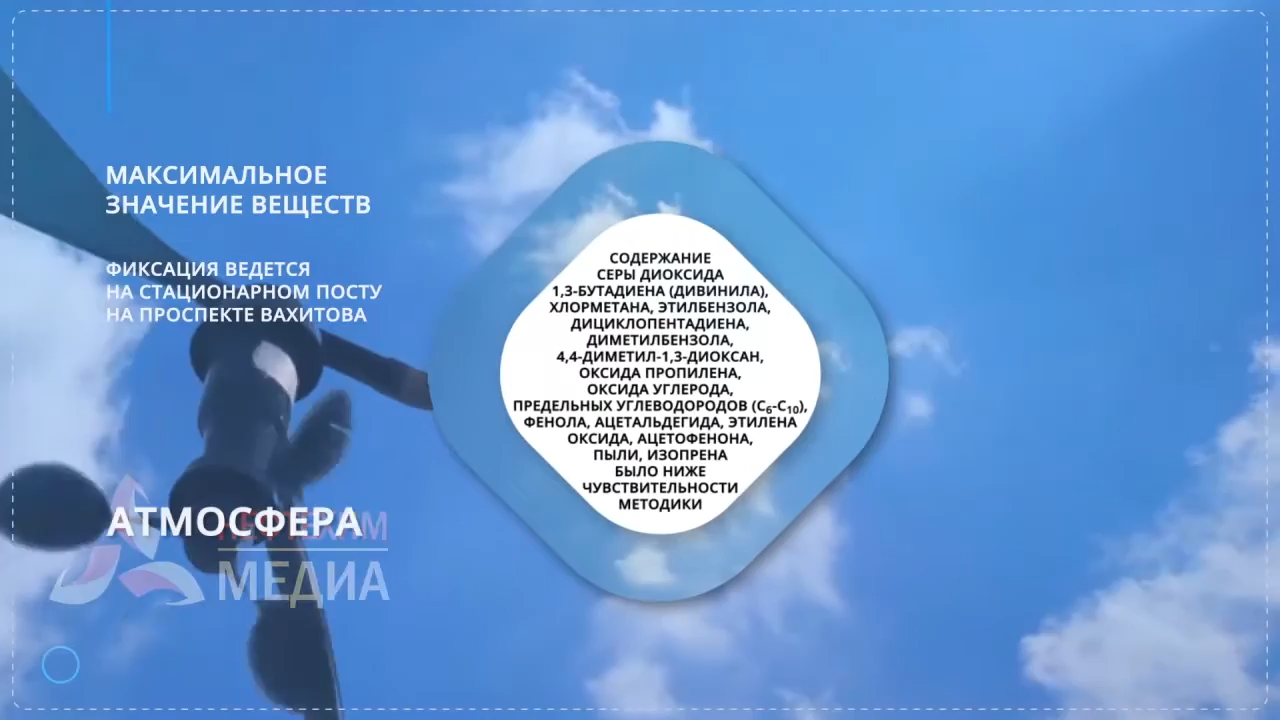 МАКСИМАЛЬНОЕ
ЗНАЧЕНИЕ ВЕЩЕСТВ
ФИКСАЦИЯ ВЕДЕТСЯ
НА СТАЦИОНАРНОМ ПОСТУ
НА ПРОСПЕКТЕ ВАХИТОВА
СОДЕРЖАНИЕ
СЕРЫ ДИОКСИДА
1,3-БУТАДИЕНА (ДИВИНИЛА),
ХЛОРМЕТАНА, ЭТИЛБЕНЗОЛА,
ДИЦИКЛОПЕНТАДИЕНА,
ДИМЕТИЛБЕНЗОЛА,
4,4-ДИМЕТИЛ-1,3-ДИОКСАН,
ОКСИДА ПРОПИЛЕНА,
ОКСИДА УГЛЕРОДА,
ПРЕДЕЛЬНЫХ УГЛЕВОДОРОДОВ (C₆-C₁₀),
ФЕНОЛА, АЦЕТАЛЬДЕГИДА, ЭТИЛЕНА
ОКСИДА, АЦЕТОФЕНОНА,
ПЫЛИ, ИЗОПРЕНА
БЫЛО НИЖЕ
ЧУВСТВИТЕЛЬНОСТИ
МЕТОДИКИ
АТМОСФЕРА
НЕФТЕХИМ
МЕДИА